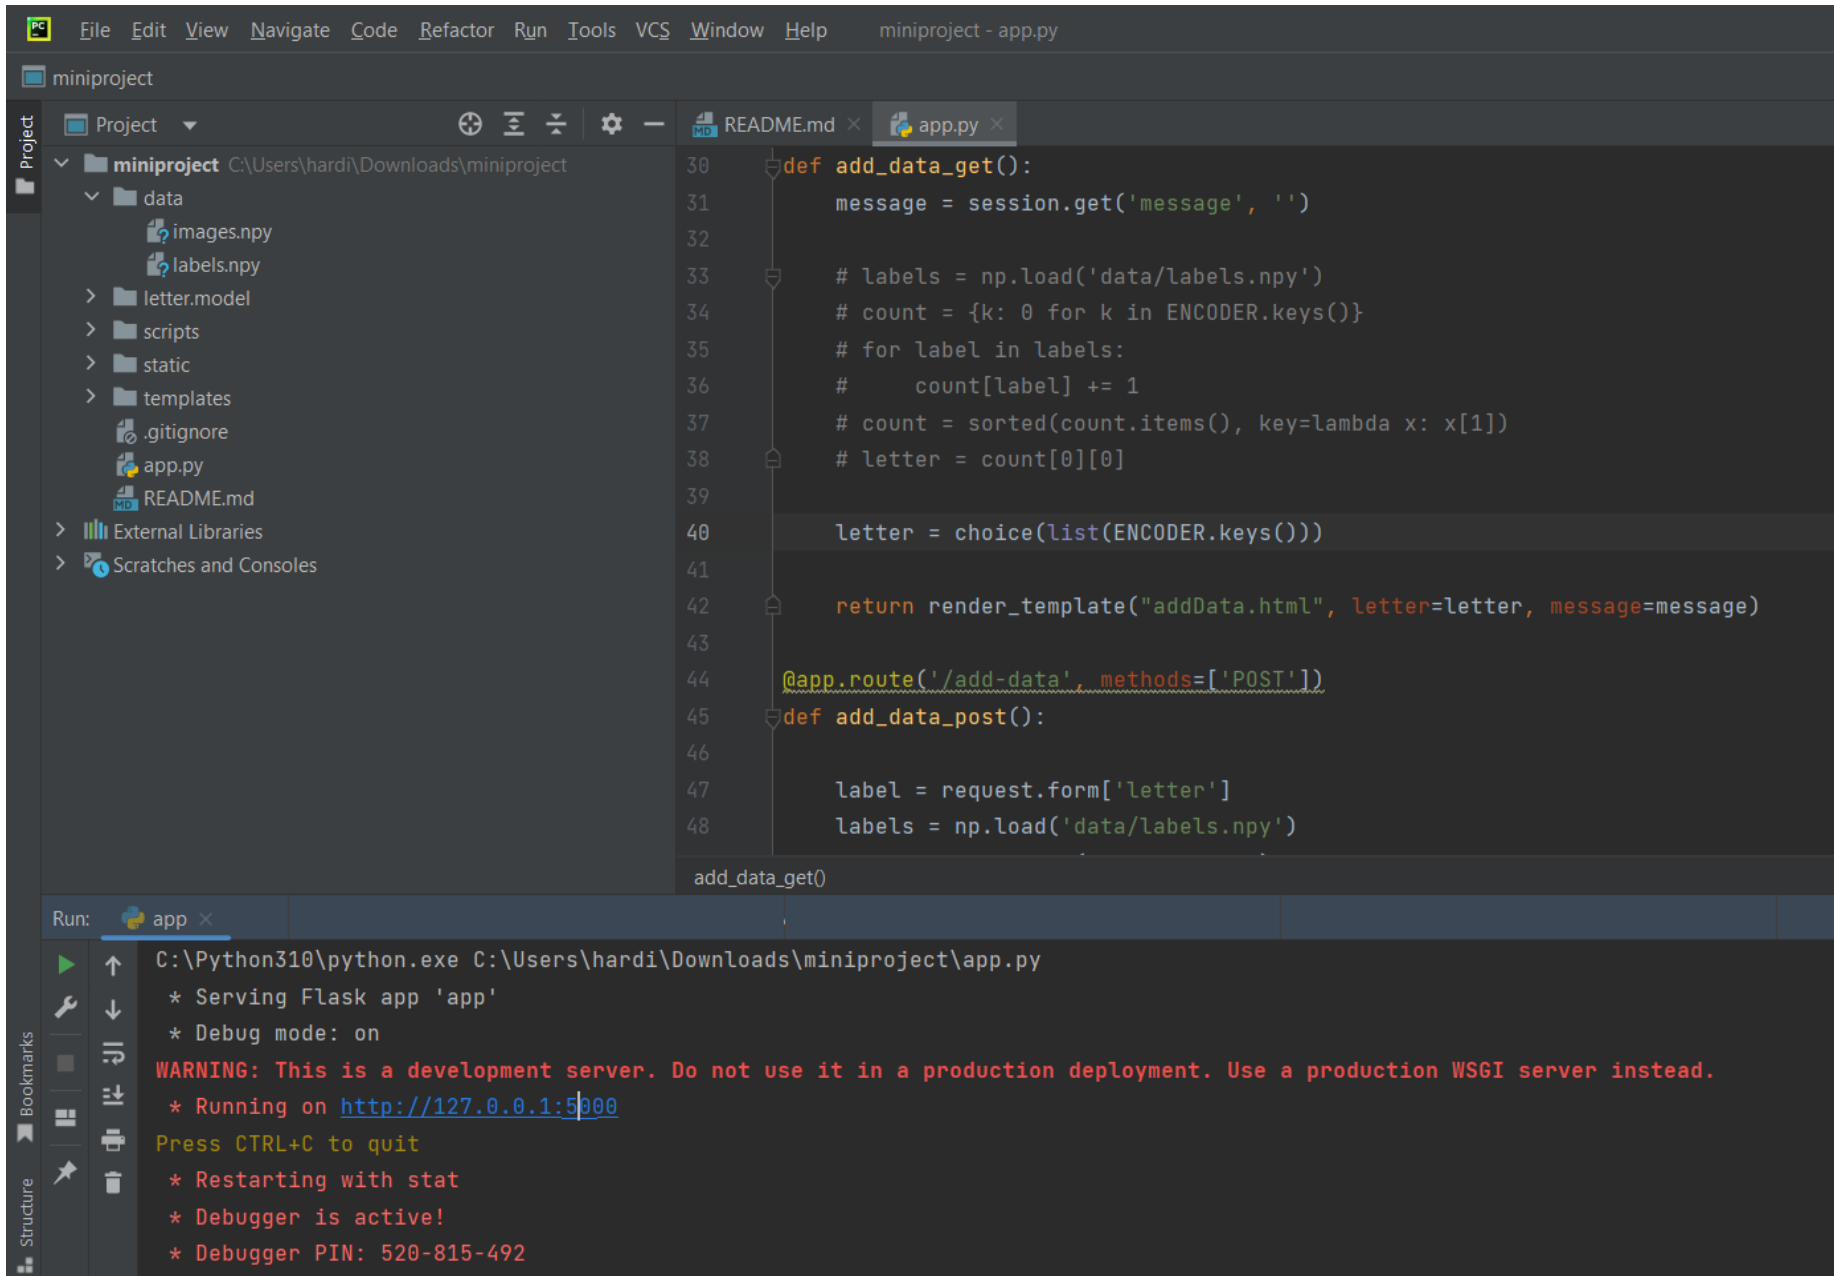 PC File Edit View Navigate Code Refactor Run Tools VCS Window Help miniproject - app.py
miniproject
Project
Project
miniproject C:\Users\hardi\Downloads\miniproject
data
images.npy
labels.npy
letter.model
scripts
static
templates
.gitignore
app.py
MD README.md
External Libraries
Scratches and Consoles
MD README.md app.py
30 def add_data_get():
31 message = session.get('message', '')
32
33 # labels = np.load('data/labels.npy')
34 # count = {k: 0 for k in ENCODER.keys()}
35 # for label in labels:
36 #     count[label] += 1
37 # count = sorted(count.items(), key=lambda x: x[1])
38 # letter = count[0][0]
39
40 letter = choice(list(ENCODER.keys()))
41
42 return render_template("addData.html", letter=letter, message=message)
43
44 @app.route('/add-data', methods=['POST'])
45 def add_data_post():
46
47 label = request.form['letter']
48 labels = np.load('data/labels.npy')
add_data_get()
Run: app
C:\Python310\python.exe C:\Users\hardi\Downloads\miniproject\app.py
* Serving Flask app 'app'
* Debug mode: on
WARNING: This is a development server. Do not use it in a production deployment. Use a production WSGI server instead.
* Running on http://127.0.0.1:5000
Press CTRL+C to quit
* Restarting with stat
* Debugger is active!
* Debugger PIN: 520-815-492
Bookmarks
Structure